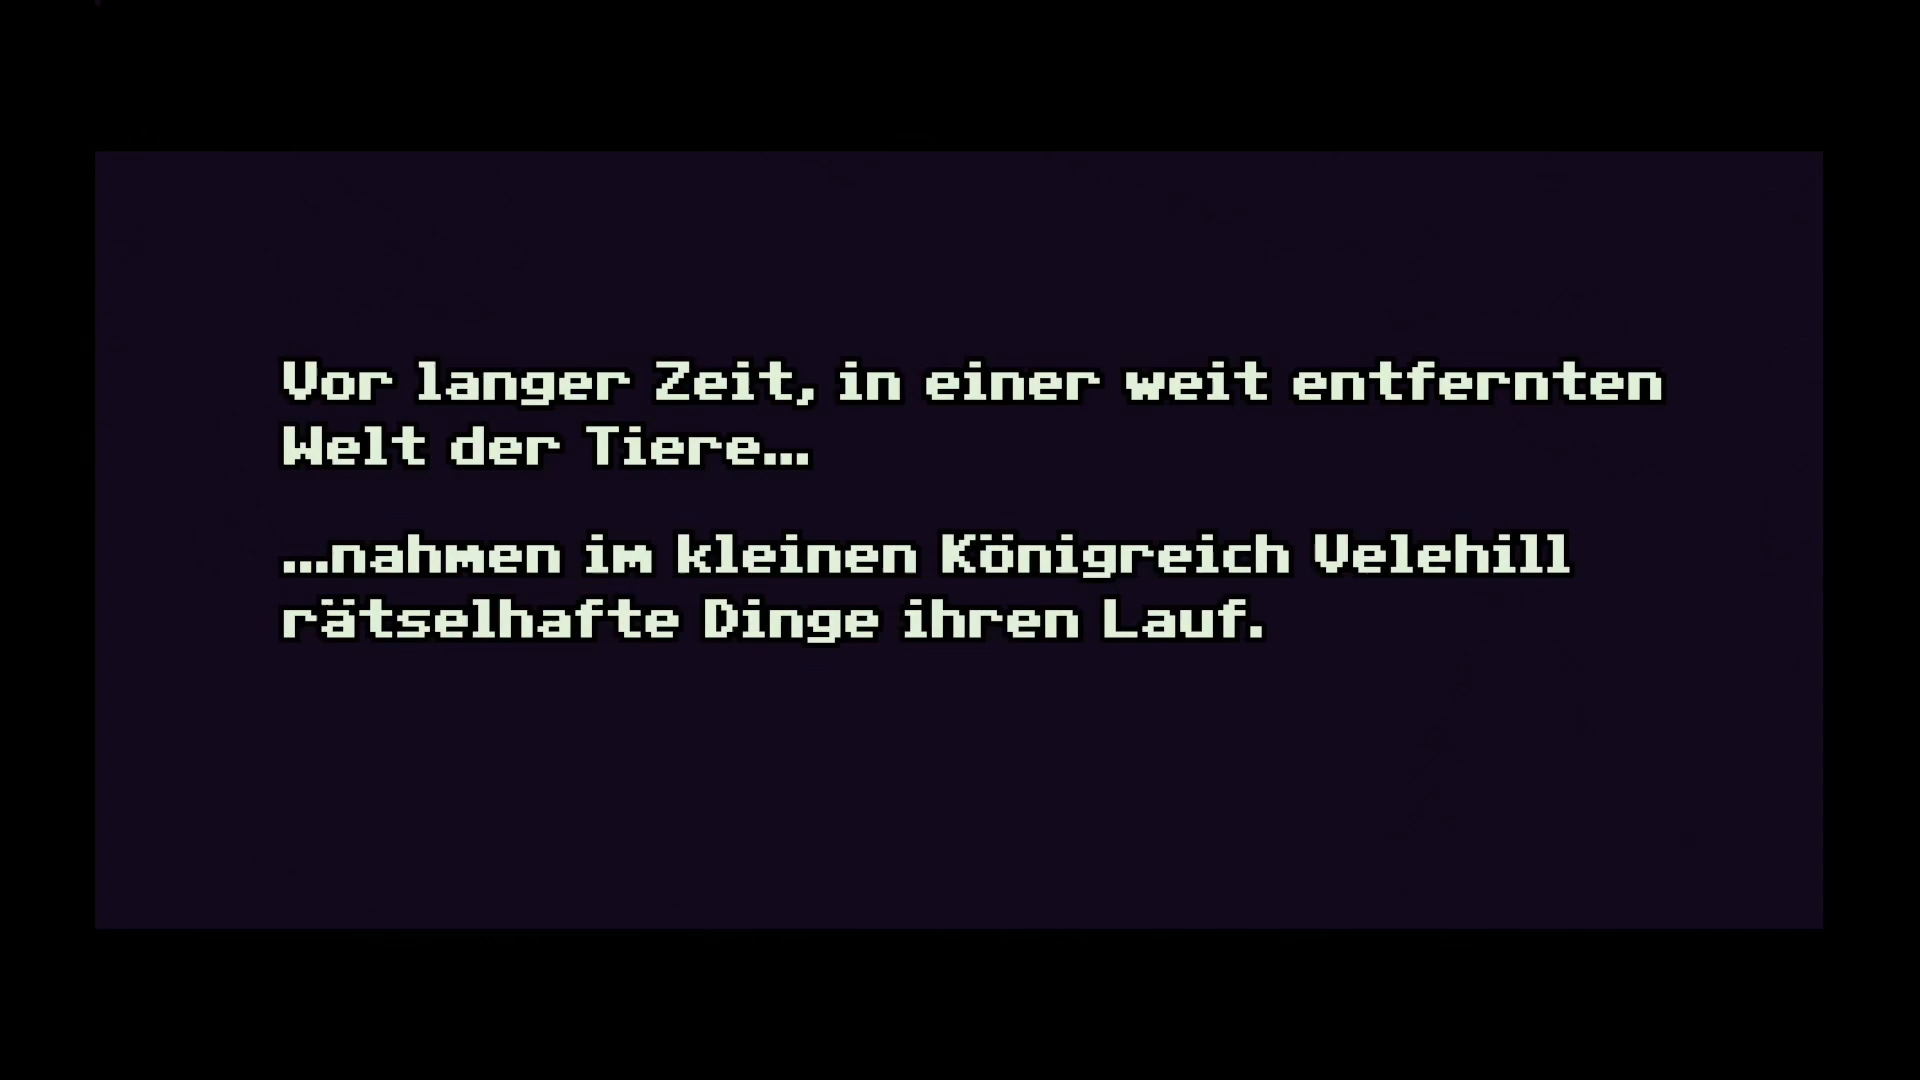 Vor langer Zeit, in einer weit entfernten
Welt der Tiere...
...nahmen im kleinen Königreich Velehill
rätselhafte Dinge ihren Lauf.